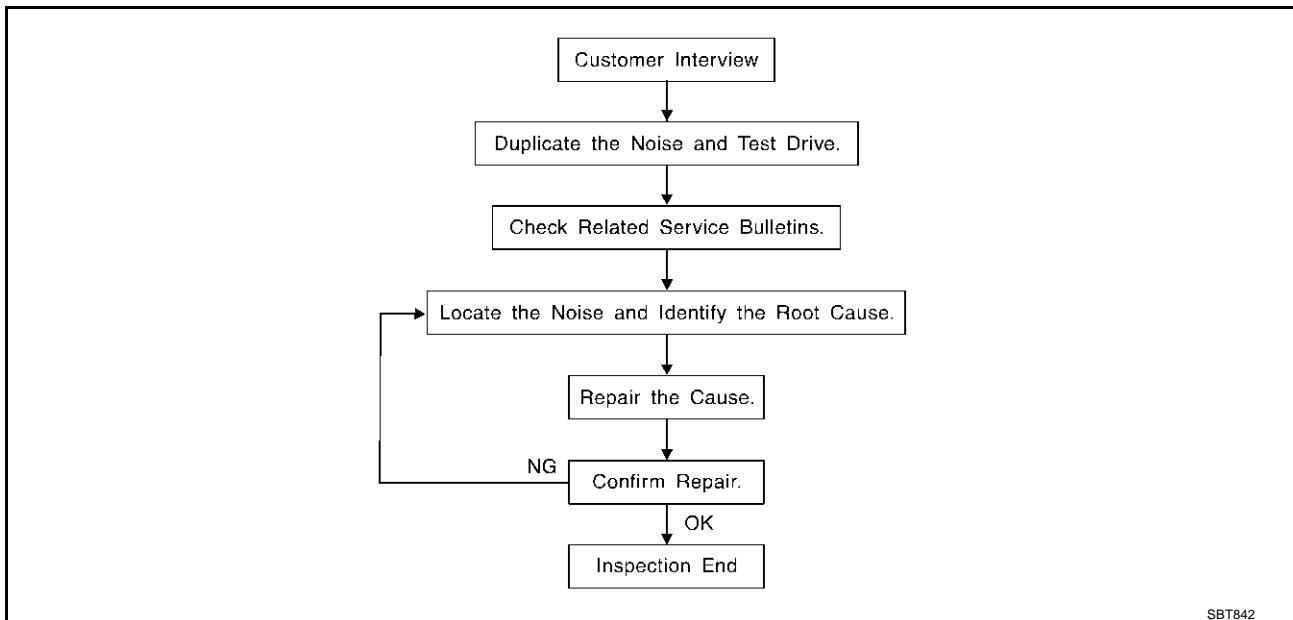 Customer Interview
Duplicate the Noise and Test Drive.
Check Related Service Bulletins.
Locate the Noise and Identify the Root Cause.
Repair the Cause.
NG
Confirm Repair.
OK
Inspection End
SBT842